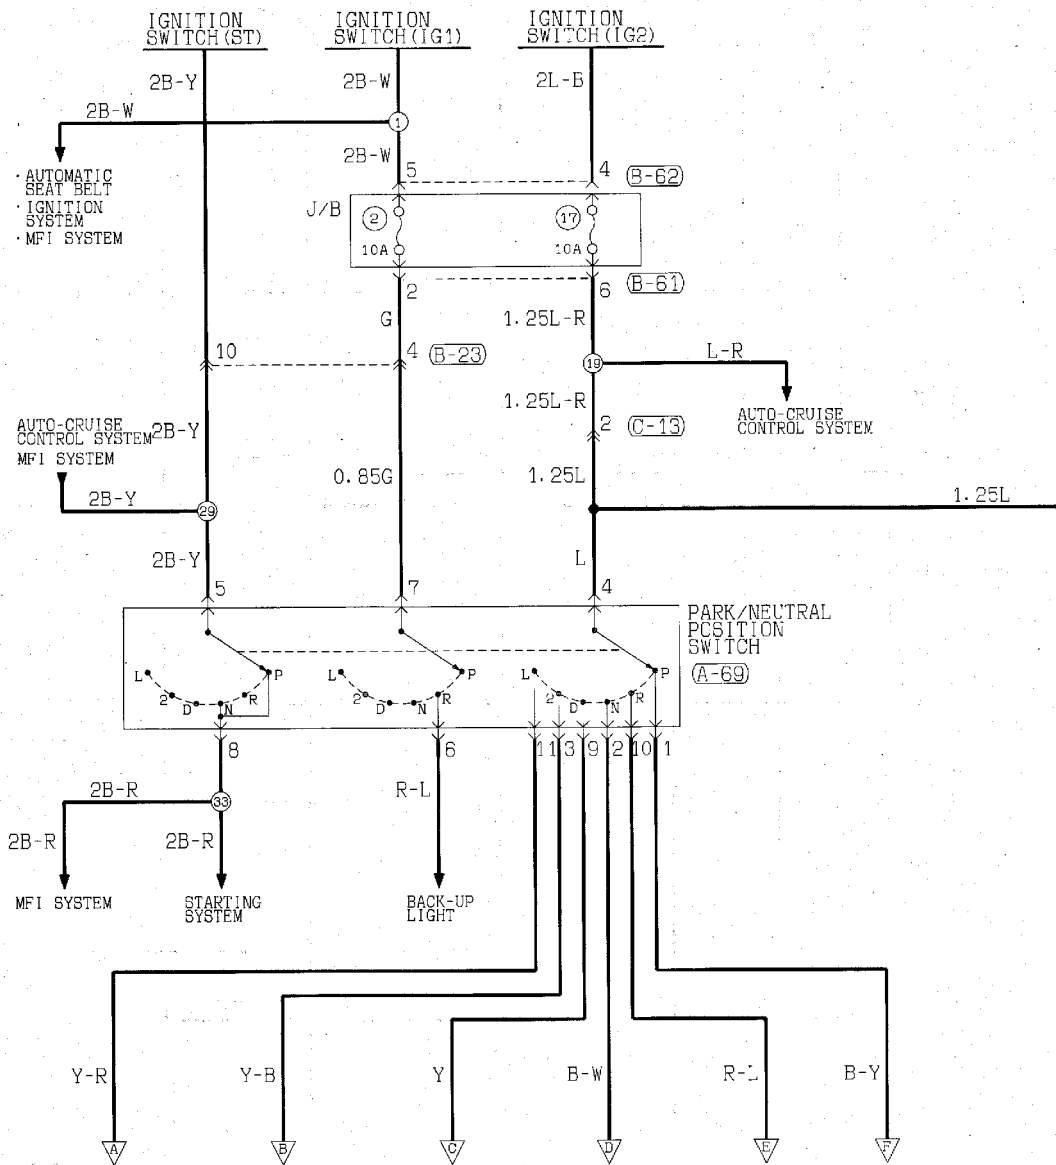 IGNITION
SWITCH(ST)
IGNITION
SWITCH(IG1)
IGNITION
SWITCH(IG2)
2B-Y
2B-W
2L-B
2B-W
1
2B-W
5
4
B-62
· AUTOMATIC
SEAT BELT
· IGNITION
SYSTEM
· MFI SYSTEM
J/B
2
10A
17
10A
2
6
B-61
G
1.25L-R
10
4
B-23
19
L-R
1.25L-R
AUTO-CRUISE
CONTROL SYSTEM
2
C-13
AUTO-CRUISE
CONTROL SYSTEM
MFI SYSTEM
2B-Y
0.85G
1.25L
2B-Y
29
1.25L
2B-Y
L
5
7
4
PARK/NEUTRAL
POSITION
SWITCH
A-69
L
2
D
N
R
P
L
2
D
N
R
P
L
2
D
N
R
P
8
6
11
3
9
2
10
1
2B-R
33
R-L
2B-R
2B-R
MFI SYSTEM
STARTING
SYSTEM
BACK-UP
LIGHT
Y-R
Y-B
Y
B-W
R-L
B-Y
A
B
C
D
E
F